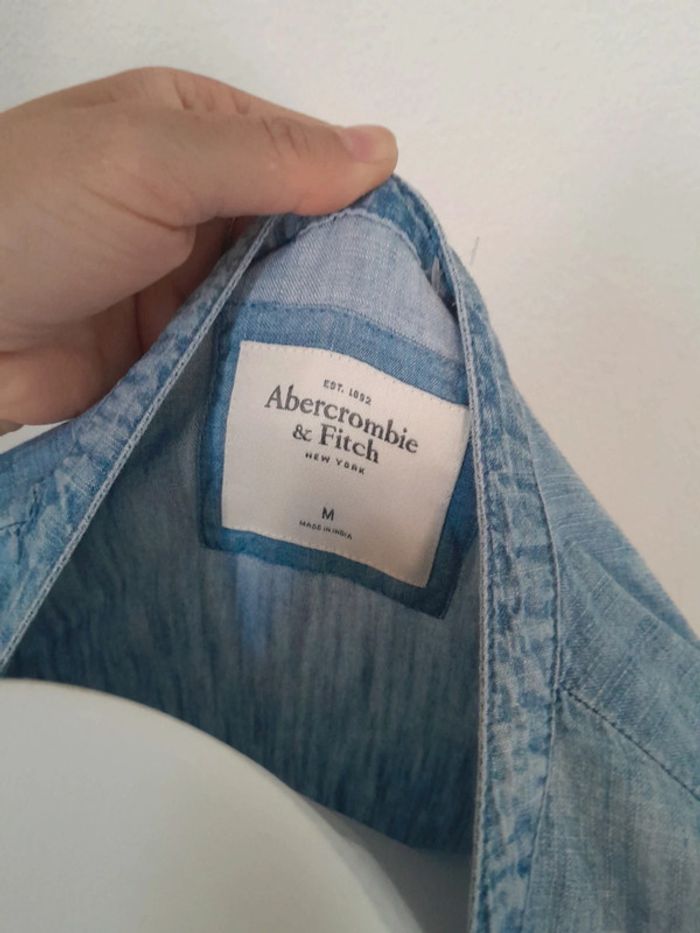 EST. 1892
Abercrombie
& Fitch
NEW YORK
M
MADE IN INDIA